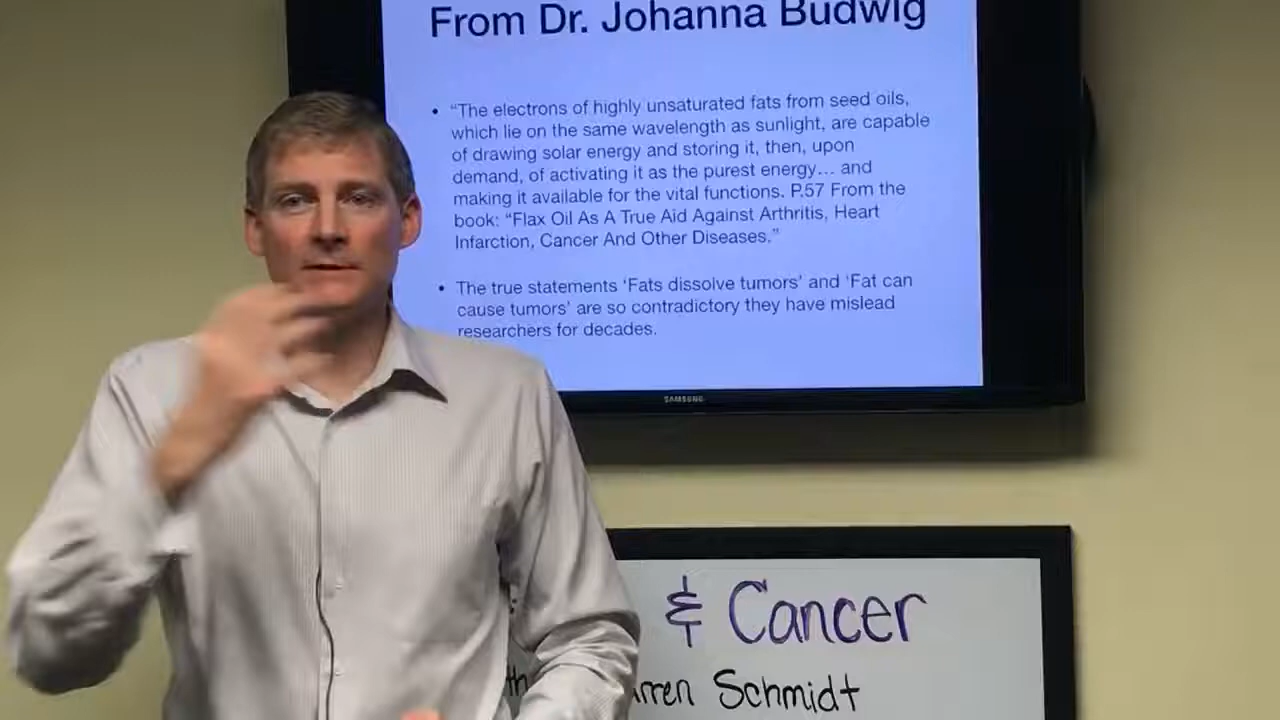 From Dr. Johanna Budwig
• “The electrons of highly unsaturated fats from seed oils,
which lie on the same wavelength as sunlight, are capable
of drawing solar energy and storing it, then, upon
demand, of activating it as the purest energy… and
making it available for the vital functions. P.57 From the
book: “Flax Oil As A True Aid Against Arthritis, Heart
Infarction, Cancer And Other Diseases.”
• The true statements ‘Fats dissolve tumors’ and ‘Fat can
cause tumors’ are so contradictory they have mislead
researchers for decades.
SAMSUNG
& Cancer
Schmidt